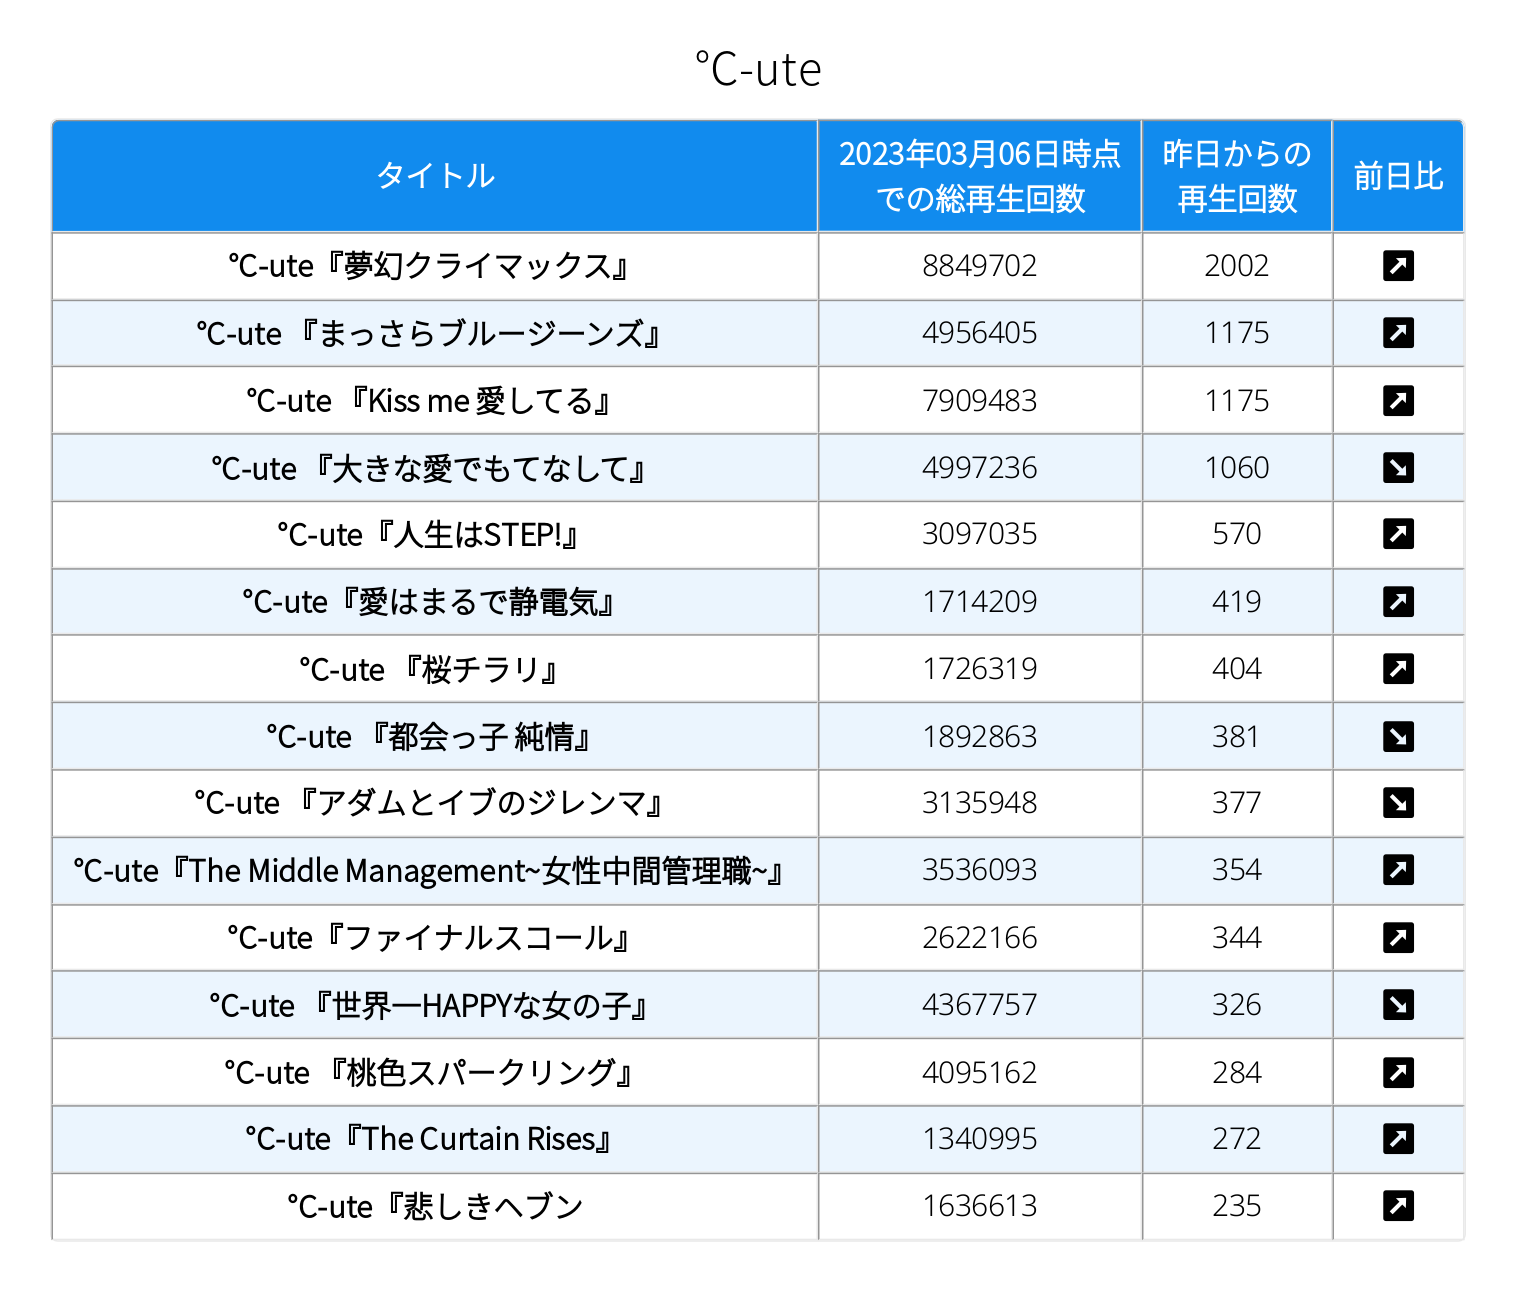 ℃-ute
タイトル
2023年03月06日時点
での総再生回数
昨日からの
再生回数
前日比
℃-ute『夢幻クライマックス』 8849702 2002
℃-ute 『まっさらブルージーンズ』 4956405 1175
℃-ute 『Kiss me 愛してる』 7909483 1175
℃-ute 『大きな愛でもてなして』 4997236 1060
℃-ute『人生はSTEP!』 3097035 570
℃-ute『愛はまるで静電気』 1714209 419
℃-ute 『桜チラリ』 1726319 404
℃-ute 『都会っ子 純情』 1892863 381
℃-ute 『アダムとイブのジレンマ』 3135948 377
℃-ute『The Middle Management~女性中間管理職~』 3536093 354
℃-ute『ファイナルスコール』 2622166 344
℃-ute 『世界一HAPPYな女の子』 4367757 326
℃-ute 『桃色スパークリング』 4095162 284
℃-ute『The Curtain Rises』 1340995 272
℃-ute『悲しきヘブン 1636613 235